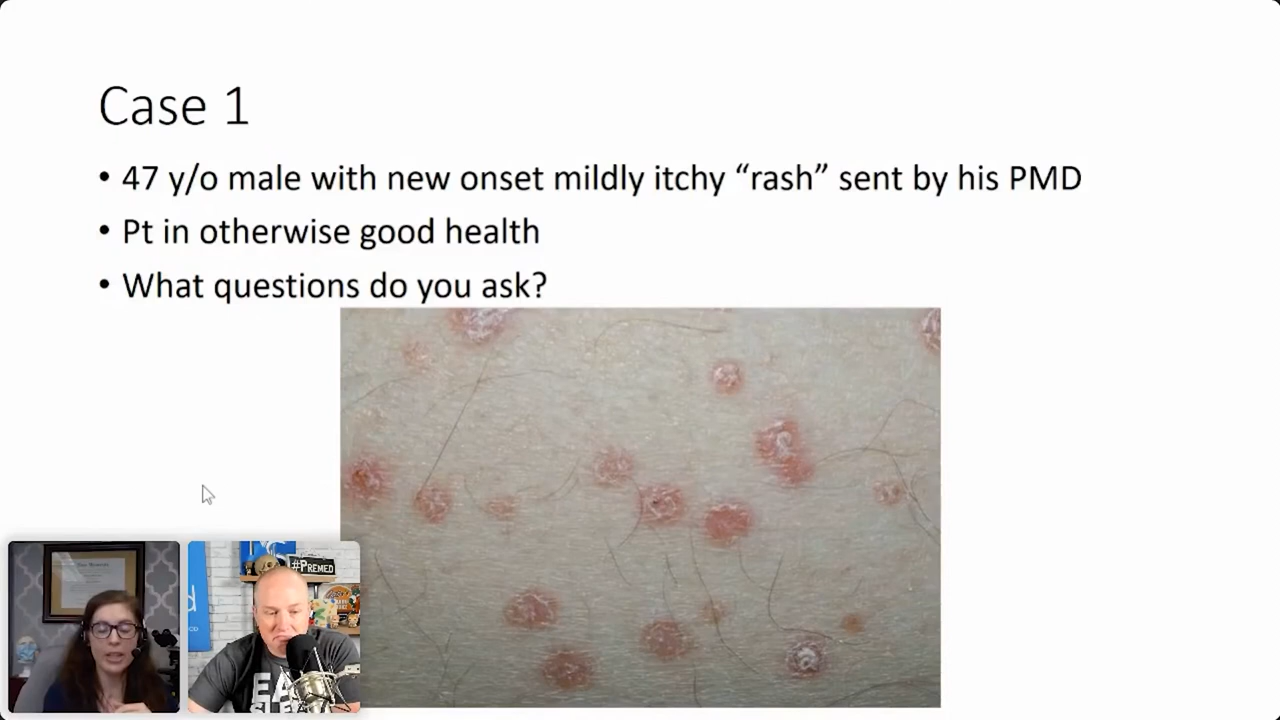 Case 1
• 47 y/o male with new onset mildly itchy “rash” sent by his PMD
• Pt in otherwise good health
• What questions do you ask?
#PREMED